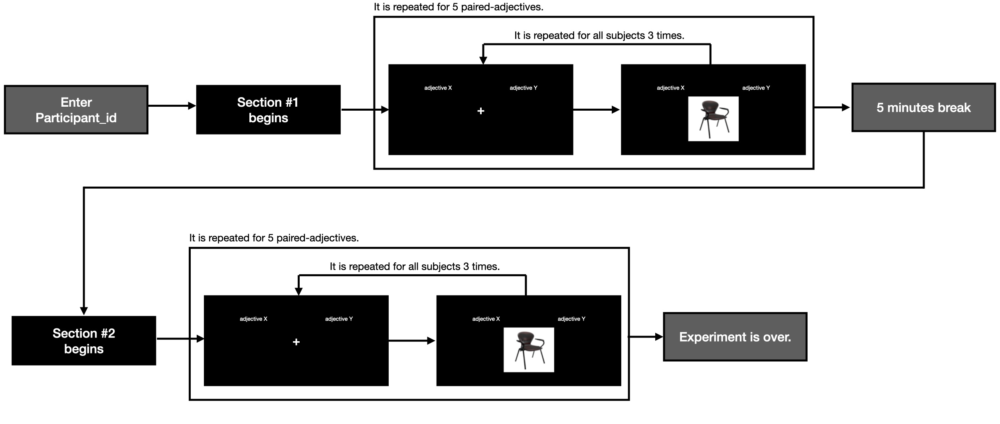 It is repeated for 5 paired-adjectives.
It is repeated for all subjects 3 times.
Enter
Participant_id
Section #1
begins
adjective X
adjective Y
+
adjective X
adjective Y
5 minutes break
It is repeated for 5 paired-adjectives.
It is repeated for all subjects 3 times.
Section #2
begins
adjective X
adjective Y
+
adjective X
adjective Y
Experiment is over.